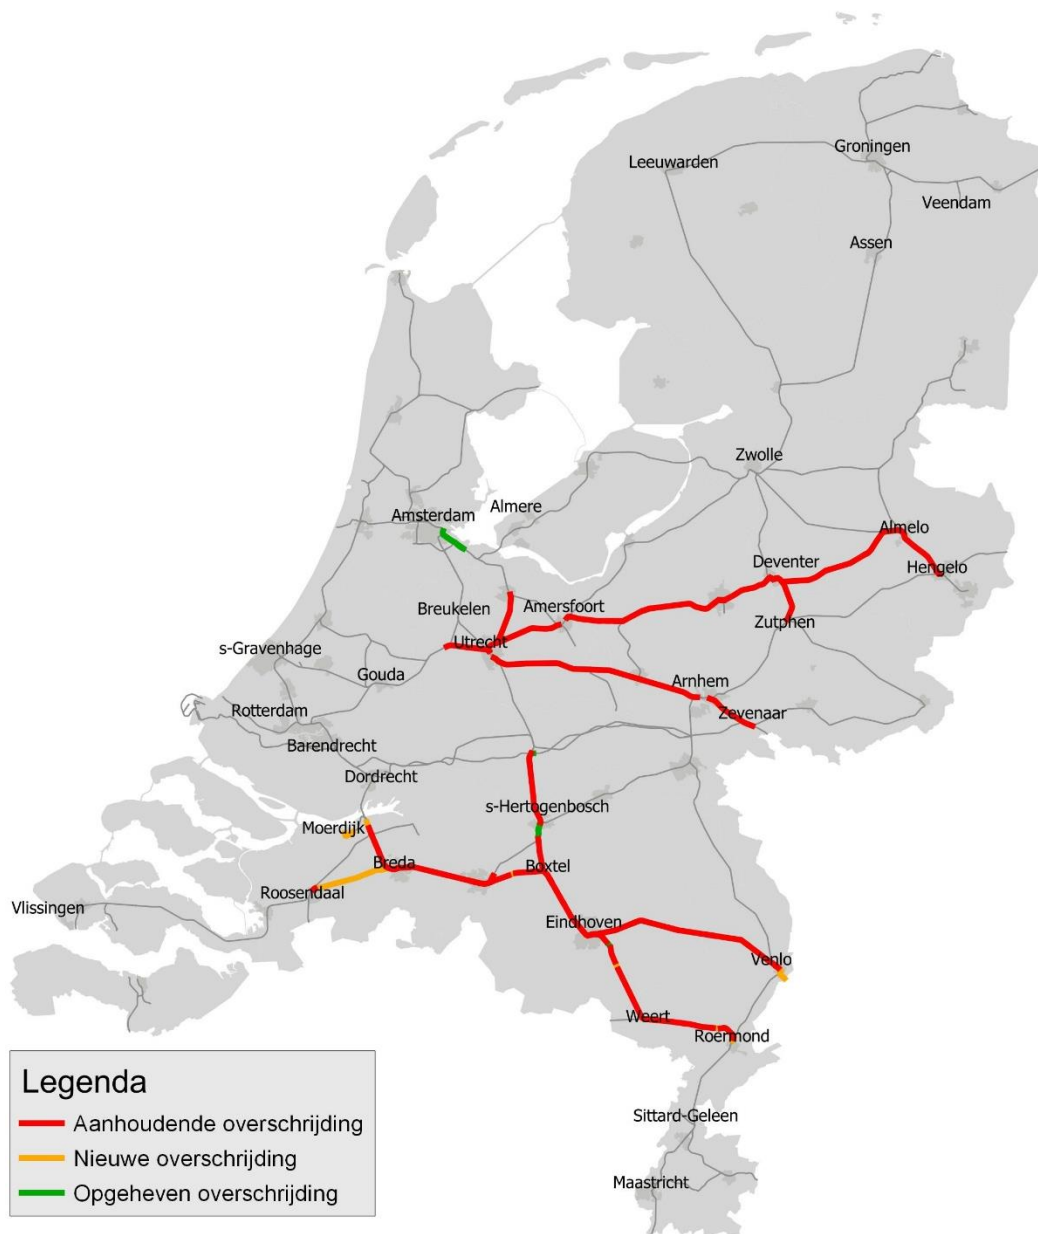 Groningen
Leeuwarden
Veendam
Assen
Zwolle
Almere
Amsterdam
Almelo
Deventer
Hengelo
Breukelen
Amersfoort
Zutphen
Utrecht
s-Gravenhage
Gouda
Arnhem
Rotterdam
Zevenaar
Barendrecht
Dordrecht
s-Hertogenbosch
Moerdijk
Breda
Boxtel
Roosendaal
Vlissingen
Eindhoven
Venlo
Weert
Roermond
Legenda
Aanhoudende overschrijding
Nieuwe overschrijding
Opgeheven overschrijding
Sittard-Geleen
Maastricht